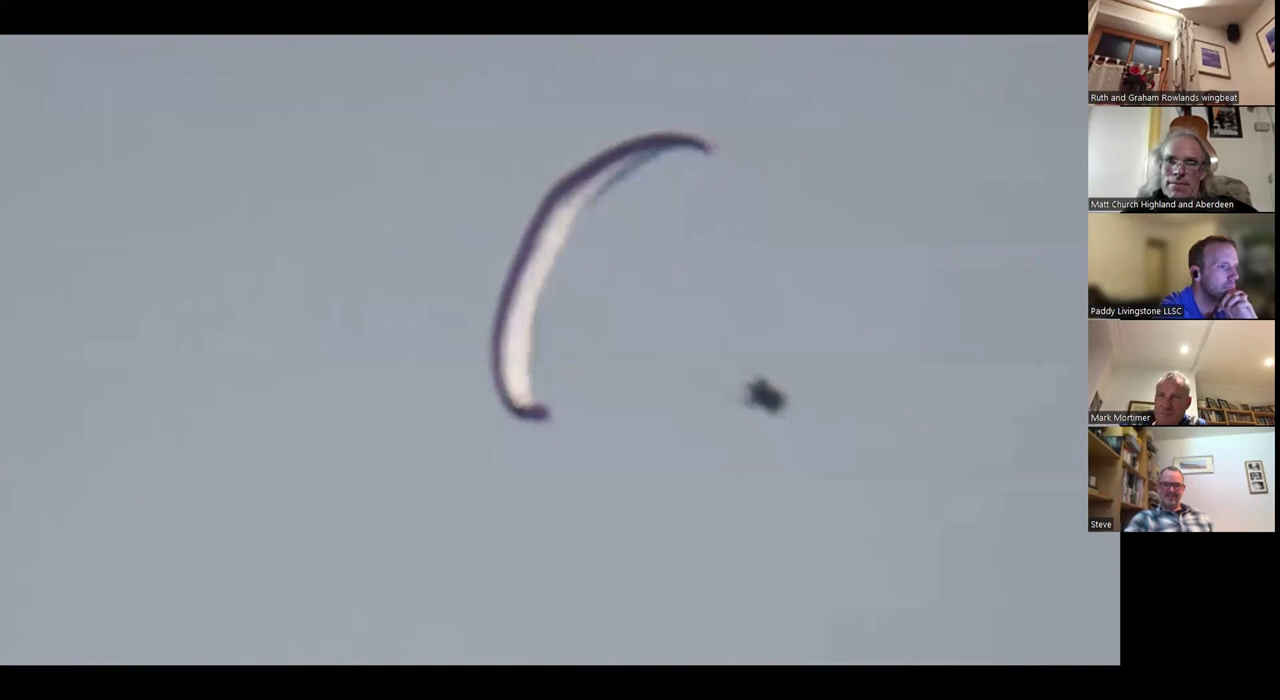 Ruth and Graham Rowlands wingbeat
Matt Church Highland and Aberdeen
Paddy Livingstone LLSC
Mark Mortimer
Steve